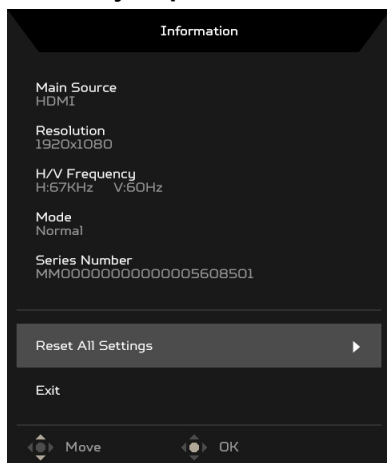 Information
Main Source
HDMI
Resolution
1920x1080
H/V Frequency
H:67KHz V:60Hz
Mode
Normal
Series Number
MM00000000000005608501
Reset All Settings
Exit
Move OK